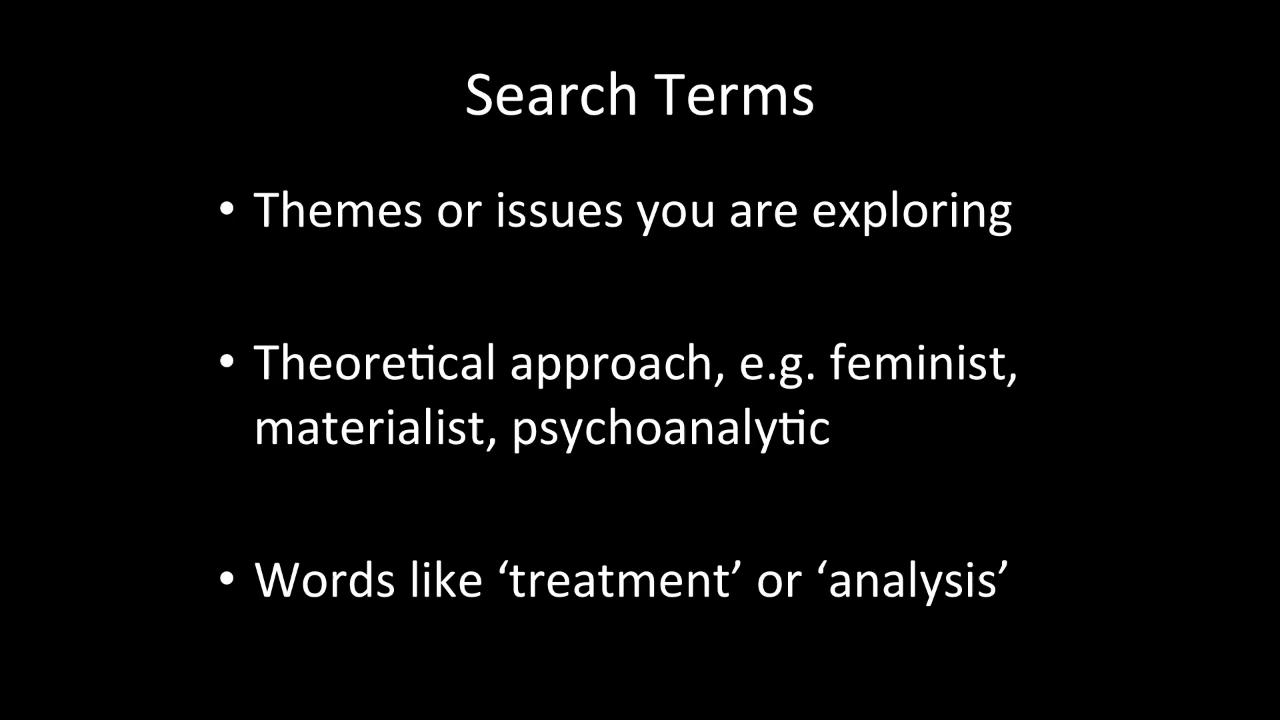 Search Terms
• Themes or issues you are exploring
• Theoretical approach, e.g. feminist,
materialist, psychoanalytic
• Words like ‘treatment’ or ‘analysis’